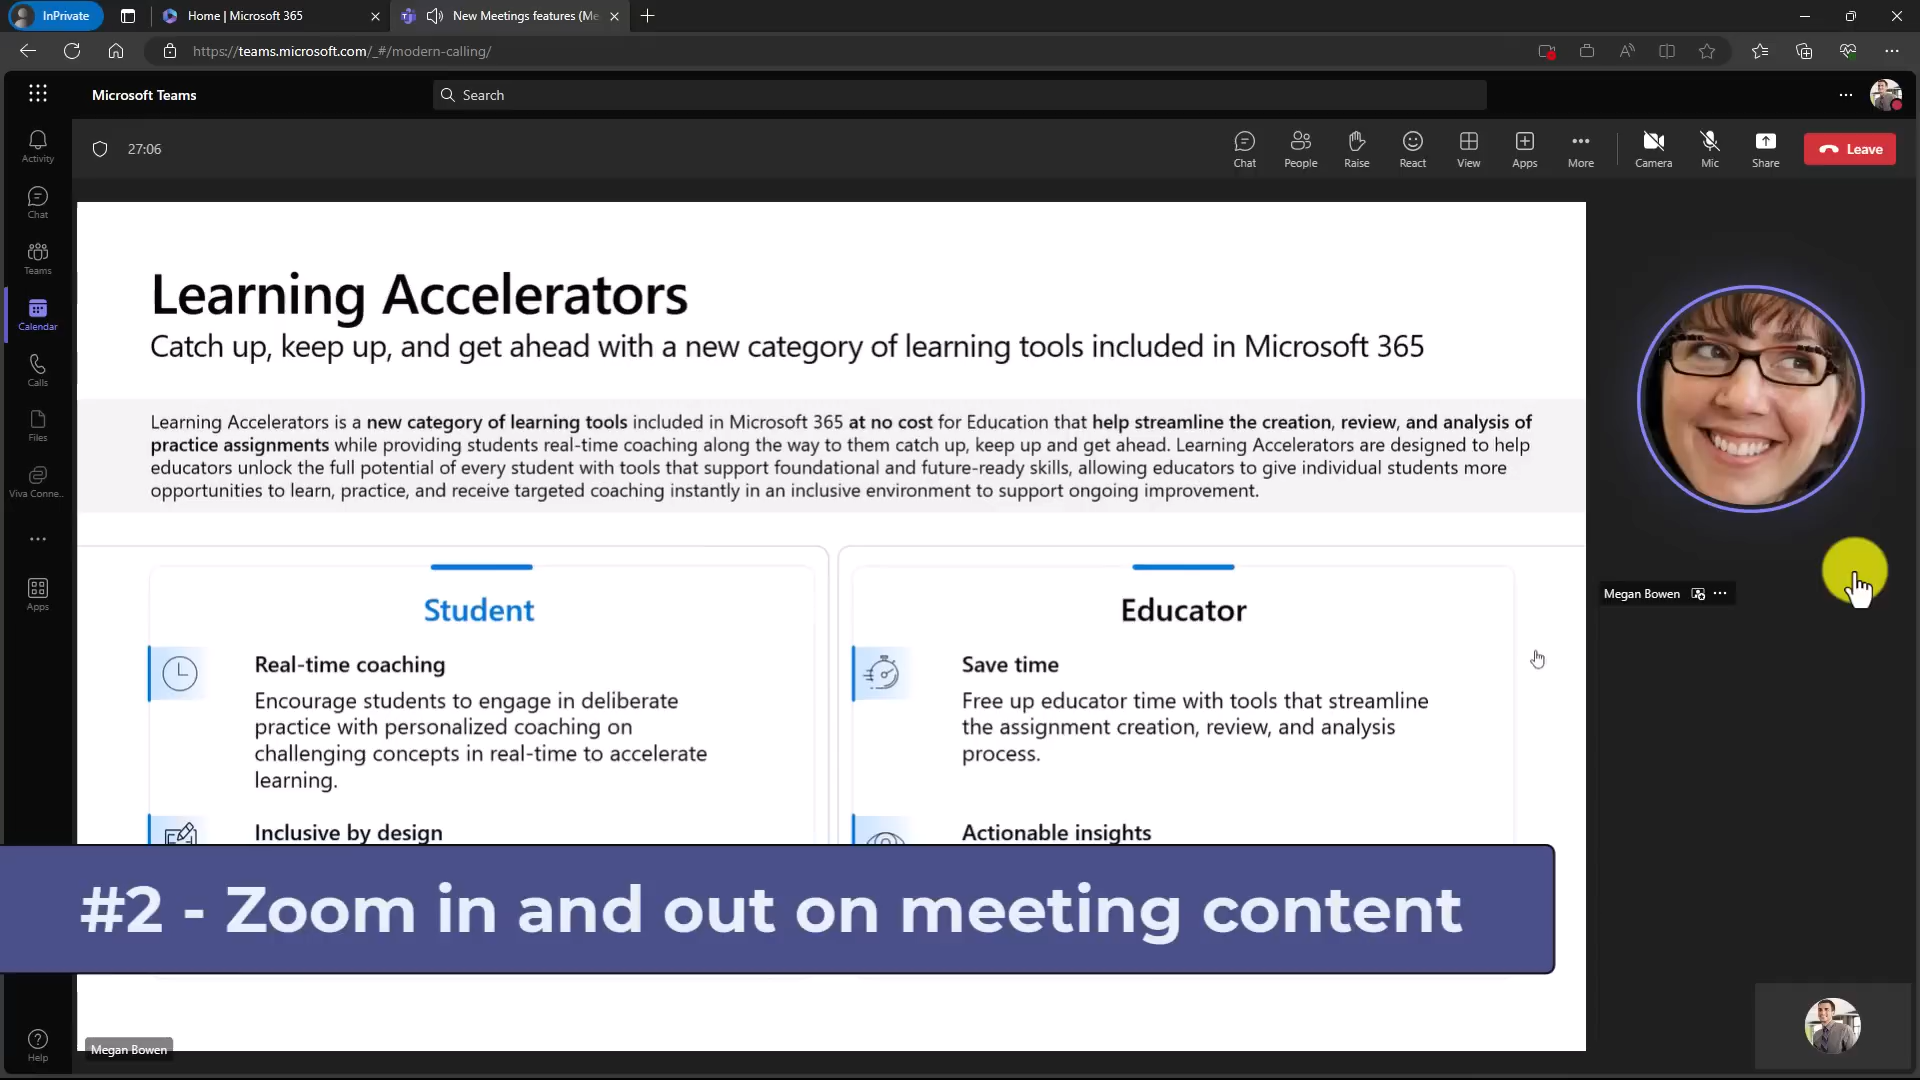 InPrivate
Home | Microsoft 365
New Meetings features (Me
https://teams.microsoft.com/_#/modern-calling/
Microsoft Teams
Search
27:06
Chat
People
Raise
React
View
Apps
More
Camera
Mic
Share
Leave
Activity
Chat
Teams
Calendar
Calls
Files
Viva Conne..
Apps
Help
Learning Accelerators
Catch up, keep up, and get ahead with a new category of learning tools included in Microsoft 365
Learning Accelerators is a new category of learning tools included in Microsoft 365 at no cost for Education that help streamline the creation, review, and analysis of
practice assignments while providing students real-time coaching along the way to them catch up, keep up and get ahead. Learning Accelerators are designed to help
educators unlock the full potential of every student with tools that support foundational and future-ready skills, allowing educators to give individual students more
opportunities to learn, practice, and receive targeted coaching instantly in an inclusive environment to support ongoing improvement.
Student
Real-time coaching
Encourage students to engage in deliberate
practice with personalized coaching on
challenging concepts in real-time to accelerate
learning.
Inclusive by design
Educator
Save time
Free up educator time with tools that streamline
the assignment creation, review, and analysis
process.
Actionable insights
Megan Bowen
#2 - Zoom in and out on meeting content
Megan Bowen